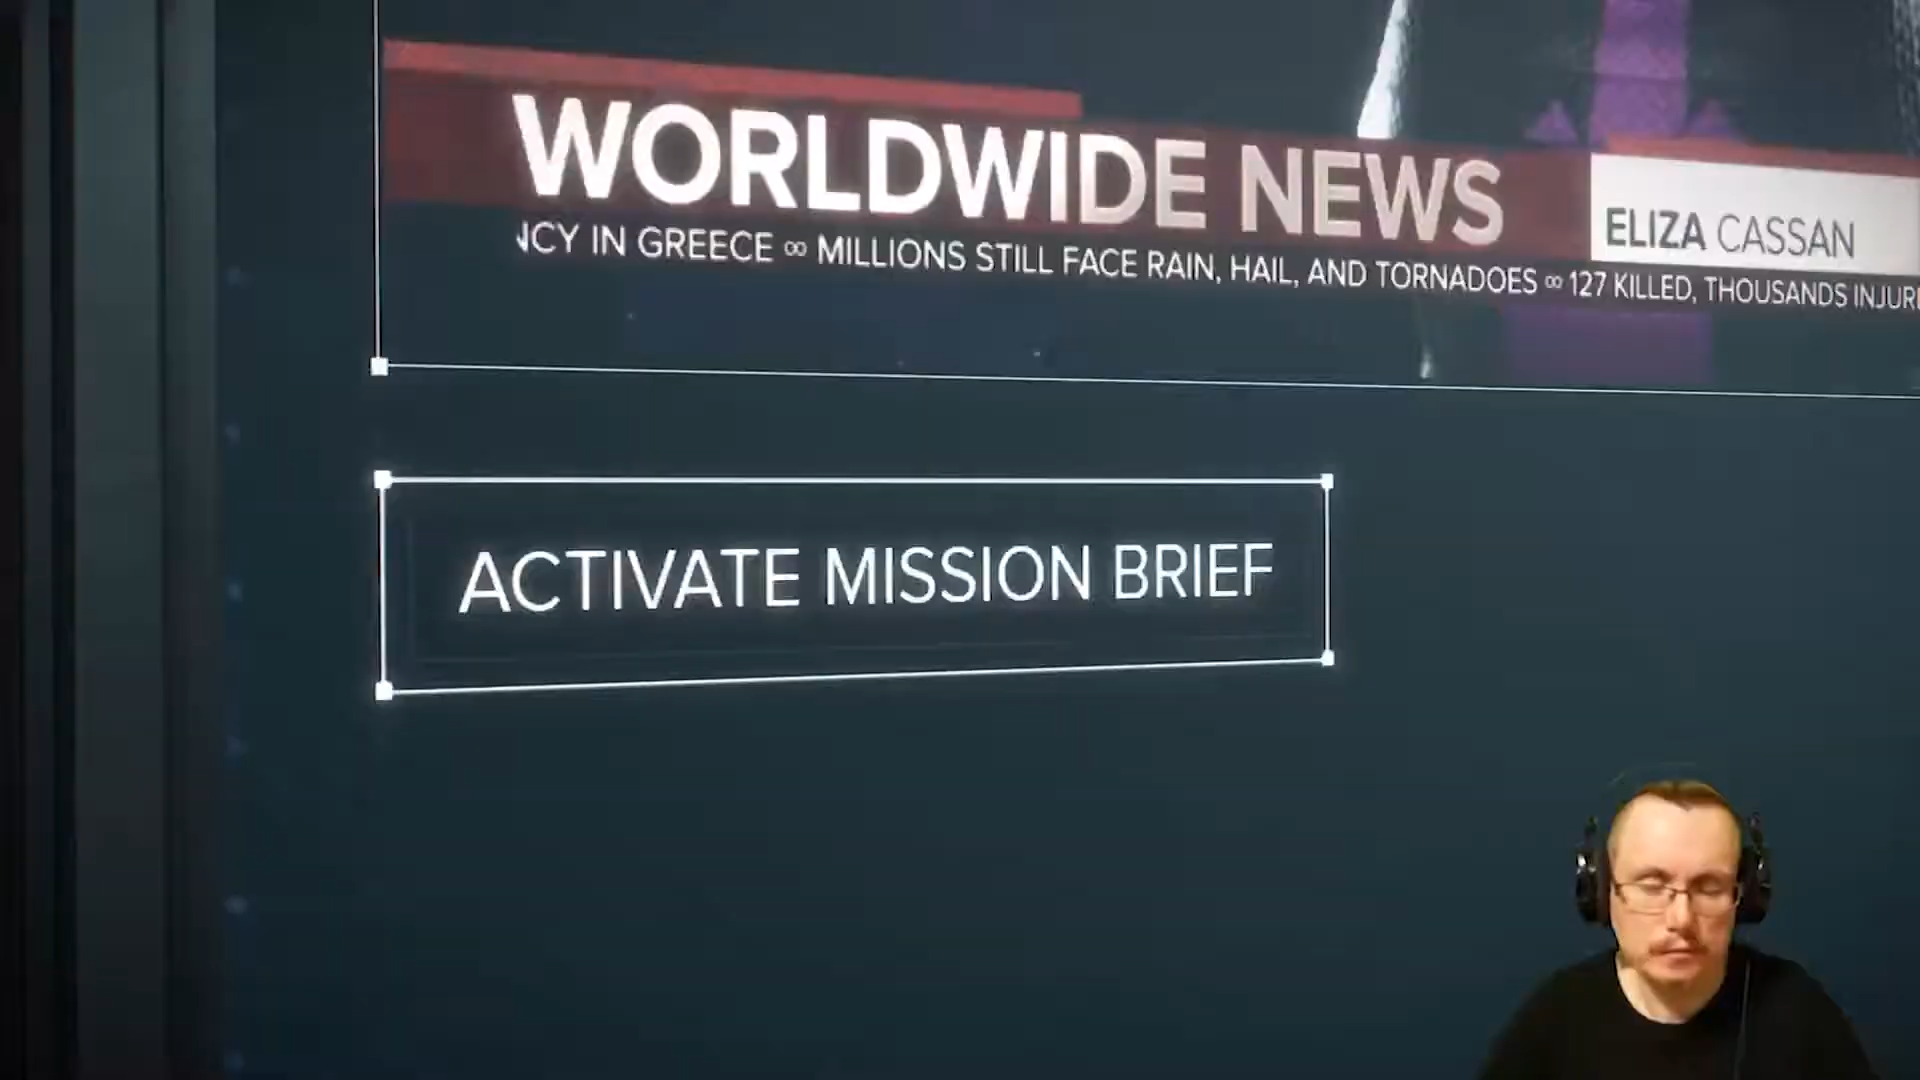 WORLDWIDE NEWS
ELIZA CASSAN
IN GREECE ∞ MILLIONS STILL FACE RAIN, HAIL, AND TORNADOES ∞ 127 KILLED, THOUSANDS
ACTIVATE MISSION BRIEF